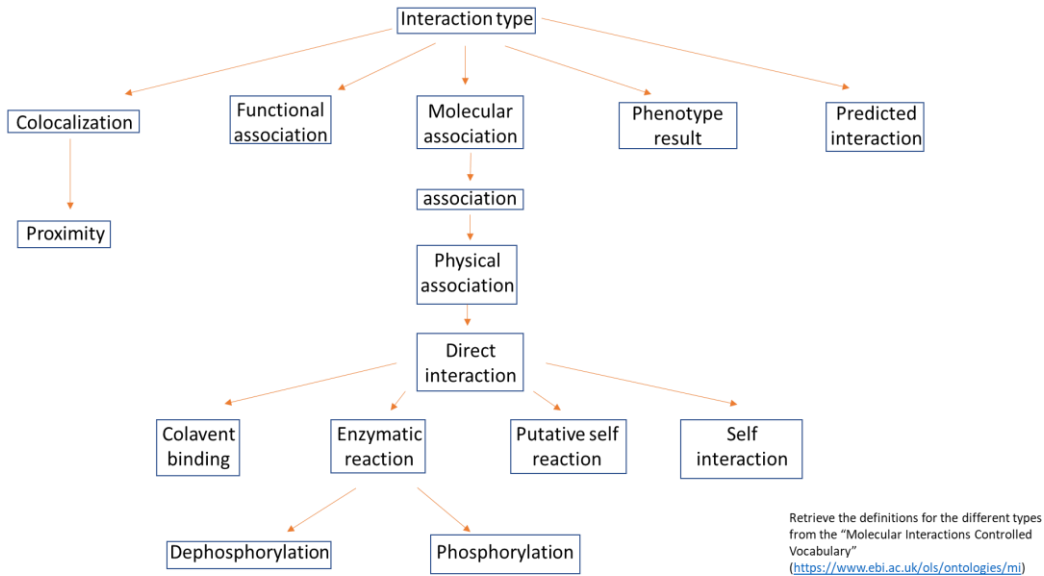 Interaction type
Colocalization
Functional
association
Molecular
association
Phenotype
result
Predicted
interaction
Proximity
association
Physical
association
Direct
interaction
Colavent
binding
Enzymatic
reaction
Putative self
reaction
Self
interaction
Dephosphorylation
Phosphorylation
Retrieve the definitions for the different types
from the “Molecular Interactions Controlled
Vocabulary”
(https://www.ebi.ac.uk/ols/ontologies/mi)